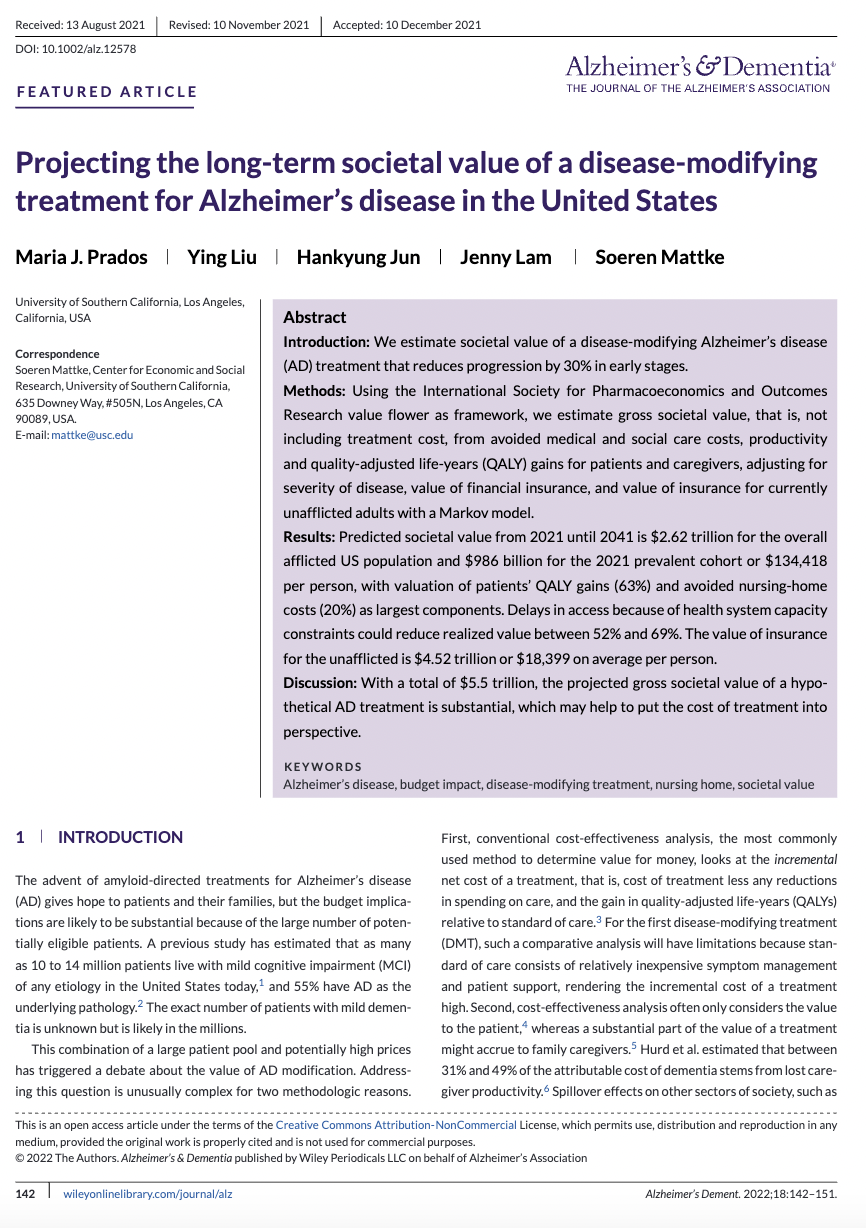 Received: 13 August 2021 | Revised: 10 November 2021 | Accepted: 10 December 2021
DOI: 10.1002/alz.12578
Alzheimer's & Dementia®
THE JOURNAL OF THE ALZHEIMER'S ASSOCIATION
FEATURED ARTICLE
Projecting the long-term societal value of a disease-modifying
treatment for Alzheimer's disease in the United States
Maria J. Prados | Ying Liu | Hankyung Jun | Jenny Lam | Soeren Mattke
University of Southern California, Los Angeles,
California, USA
Correspondence
Soeren Mattke, Center for Economic and Social
Research, University of Southern California,
635 Downey Way, #505N, Los Angeles, CA
90089, USA.
E-mail: mattke@usc.edu
Abstract
Introduction: We estimate societal value of a disease-modifying Alzheimer's disease
(AD) treatment that reduces progression by 30% in early stages.
Methods: Using the International Society for Pharmacoeconomics and Outcomes
Research value flower as framework, we estimate gross societal value, that is, not
including treatment cost, from avoided medical and social care costs, productivity
and quality-adjusted life-years (QALY) gains for patients and caregivers, adjusting for
severity of disease, value of financial insurance, and value of insurance for currently
unafflicted adults with a Markov model.
Results: Predicted societal value from 2021 until 2041 is $2.62 trillion for the overall
afflicted US population and $986 billion for the 2021 prevalent cohort or $134,418
per person, with valuation of patients' QALY gains (63%) and avoided nursing-home
costs (20%) as largest components. Delays in access because of health system capacity
constraints could reduce realized value between 52% and 69%. The value of insurance
for the unafflicted is $4.52 trillion or $18,399 on average per person.
Discussion: With a total of $5.5 trillion, the projected gross societal value of a hypo-
thetical AD treatment is substantial, which may help to put the cost of treatment into
perspective.
KEYWORDS
Alzheimer's disease, budget impact, disease-modifying treatment, nursing home, societal value
1 | INTRODUCTION
The advent of amyloid-directed treatments for Alzheimer's disease
(AD) gives hope to patients and their families, but the budget implica-
tions are likely to be substantial because of the large number of poten-
tially eligible patients. A previous study has estimated that as many
as 10 to 14 million patients live with mild cognitive impairment (MCI)
of any etiology in the United States today,1 and 55% have AD as the
underlying pathology.2 The exact number of patients with mild demen-
tia is unknown but is likely in the millions.
This combination of a large patient pool and potentially high prices
has triggered a debate about the value of AD modification. Address-
ing this question is unusually complex for two methodologic reasons.
First, conventional cost-effectiveness analysis, the most commonly
used method to determine value for money, looks at the incremental
net cost of a treatment, that is, cost of treatment less any reductions
in spending on care, and the gain in quality-adjusted life-years (QALYs)
relative to standard of care.3 For the first disease-modifying treatment
(DMT), such a comparative analysis will have limitations because stan-
dard of care consists of relatively inexpensive symptom management
and patient support, rendering the incremental cost of a treatment
high. Second, cost-effectiveness analysis often only considers the value
to the patient,4 whereas a substantial part of the value of a treatment
might accrue to family caregivers.5 Hurd et al. estimated that between
31% and 49% of the attributable cost of dementia stems from lost care-
giver productivity.6 Spillover effects on other sectors of society, such as
This is an open access article under the terms of the Creative Commons Attribution-NonCommercial License, which permits use, distribution and reproduction in any
medium, provided the original work is properly cited and is not used for commercial purposes.
© 2022 The Authors. Alzheimer's & Dementia published by Wiley Periodicals LLC on behalf of Alzheimer's Association
142 | wileyonlinelibrary.com/journal/alz
Alzheimer's Dement. 2022;18:142–151.